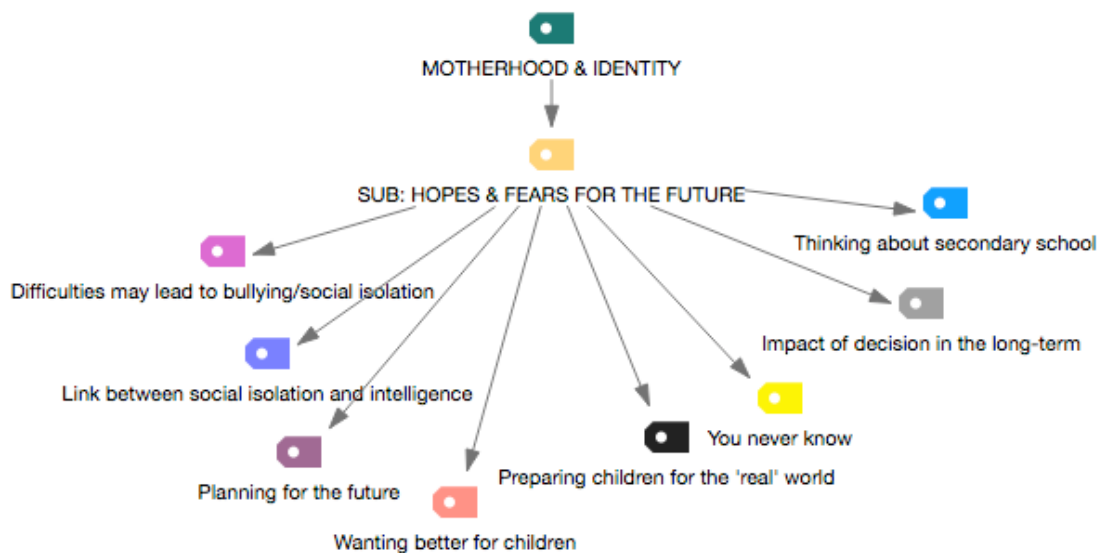 MOTHERHOOD & IDENTITY
SUB: HOPES & FEARS FOR THE FUTURE
Thinking about secondary school
Difficulties may lead to bullying/social isolation
Impact of decision in the long-term
Link between social isolation and intelligence
You never know
Preparing children for the 'real' world
Planning for the future
Wanting better for children